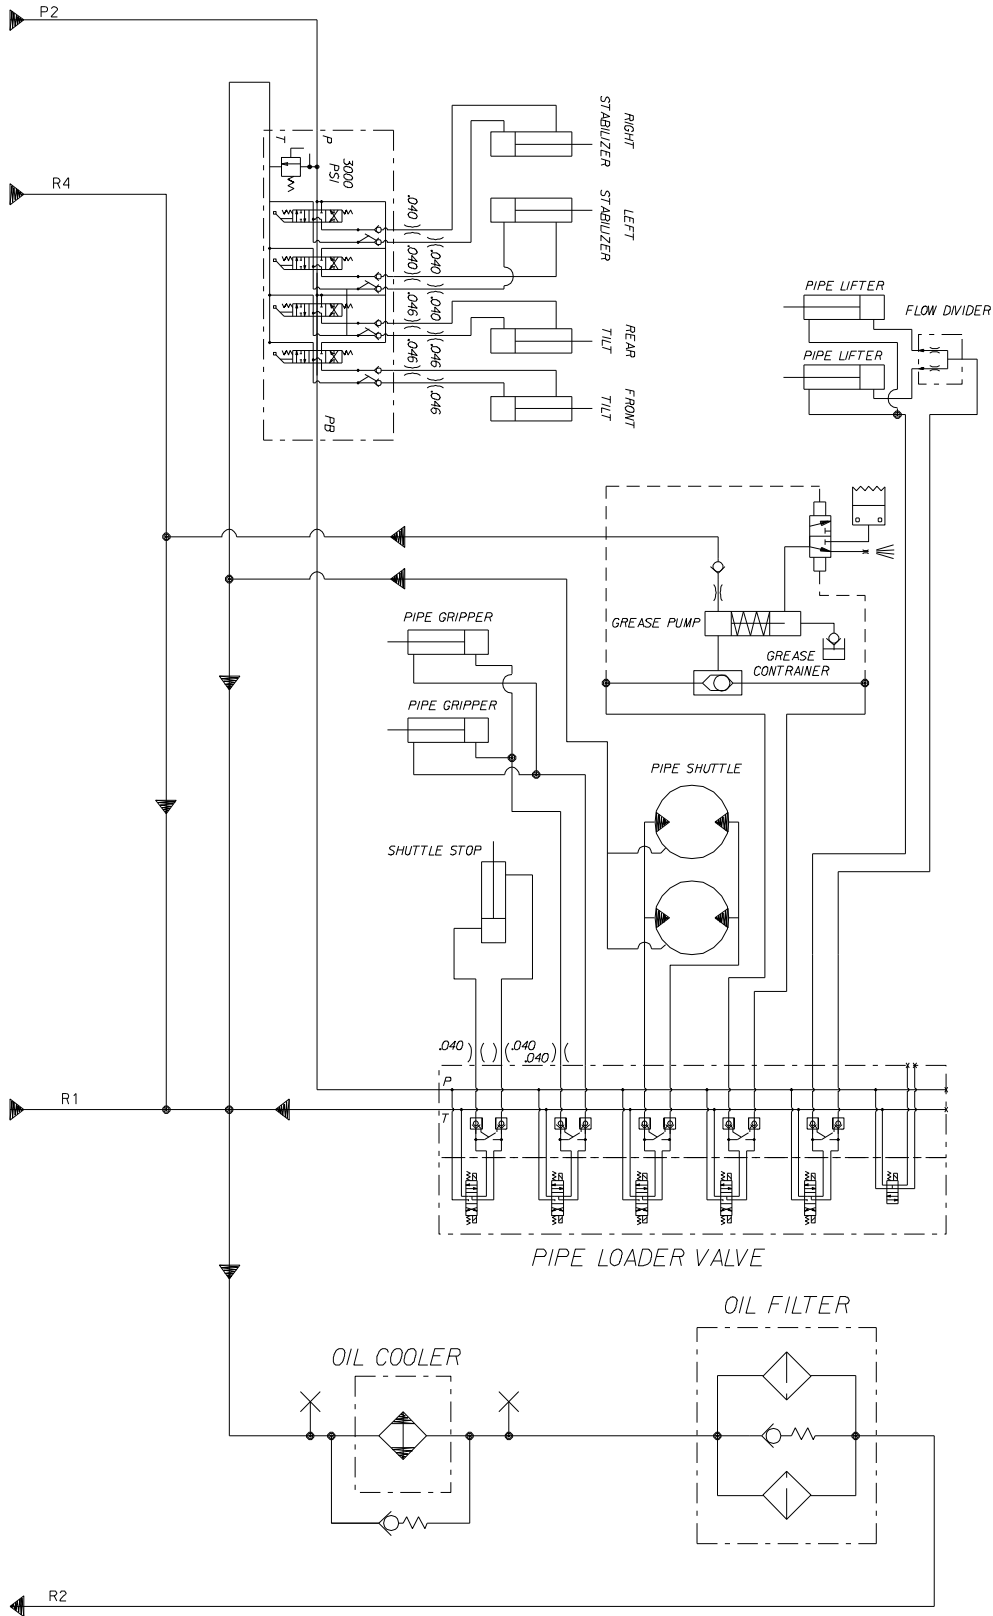 P2
R4
T
P
3000
PSI
PB
RIGHT
STABILIZER
LEFT
STABILIZER
REAR
TILT
FRONT
TILT
.040
.040
.040
.040
.046
.046
.046
.046
PIPE LIFTER
FLOW DIVIDER
PIPE LIFTER
GREASE PUMP
GREASE
CONTRAINER
PIPE GRIPPER
PIPE GRIPPER
PIPE SHUTTLE
SHUTTLE STOP
.040
.040
.040
P
T
R1
PIPE LOADER VALVE
OIL FILTER
OIL COOLER
R2